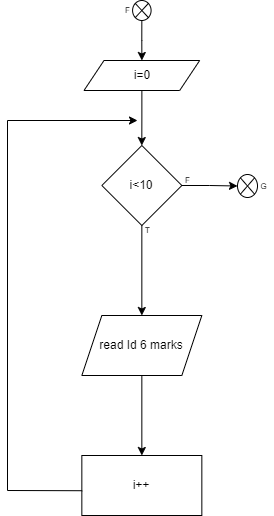 F
i=0
i<10
F
G
T
read Id 6 marks
i++